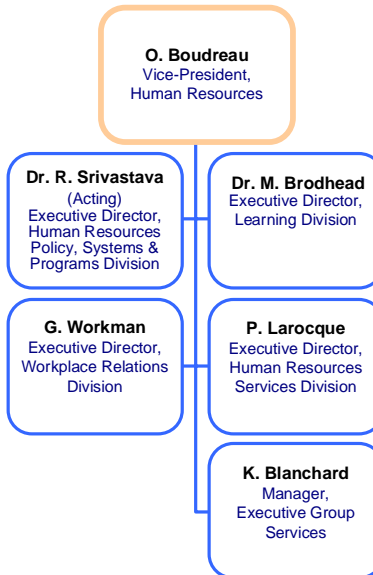 O. Boudreau
Vice-President,
Human Resources
Dr. R. Srivastava
(Acting)
Executive Director,
Human Resources
Policy, Systems &
Programs Division
Dr. M. Brodhead
Executive Director,
Learning Division
G. Workman
Executive Director,
Workplace Relations
Division
P. Larocque
Executive Director,
Human Resources
Services Division
K. Blanchard
Manager,
Executive Group
Services